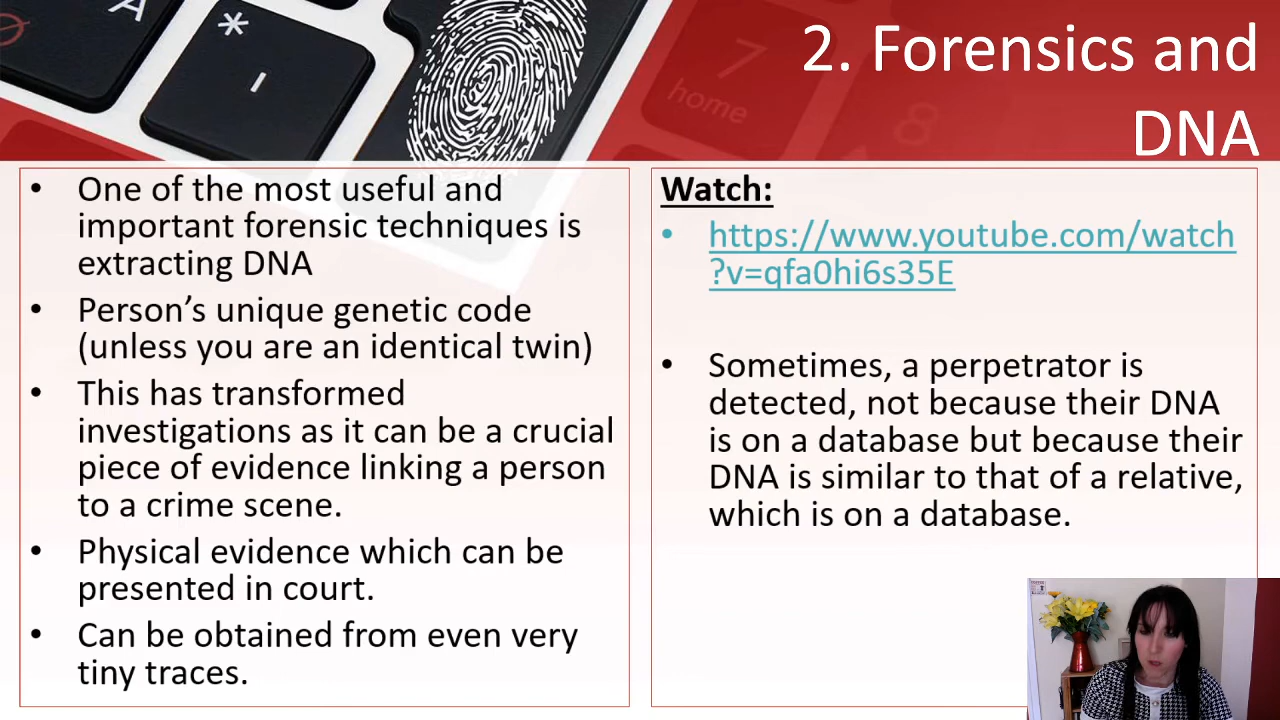 A
*
7
home
8
2. Forensics and
DNA
• One of the most useful and
important forensic techniques is
extracting DNA
• Person’s unique genetic code
(unless you are an identical twin)
• This has transformed
investigations as it can be a crucial
piece of evidence linking a person
to a crime scene.
• Physical evidence which can be
presented in court.
• Can be obtained from even very
tiny traces.
Watch:
• https://www.youtube.com/watch
?v=qfa0hi6s35E
• Sometimes, a perpetrator is
detected, not because their DNA
is on a database but because their
DNA is similar to that of a relative,
which is on a database.